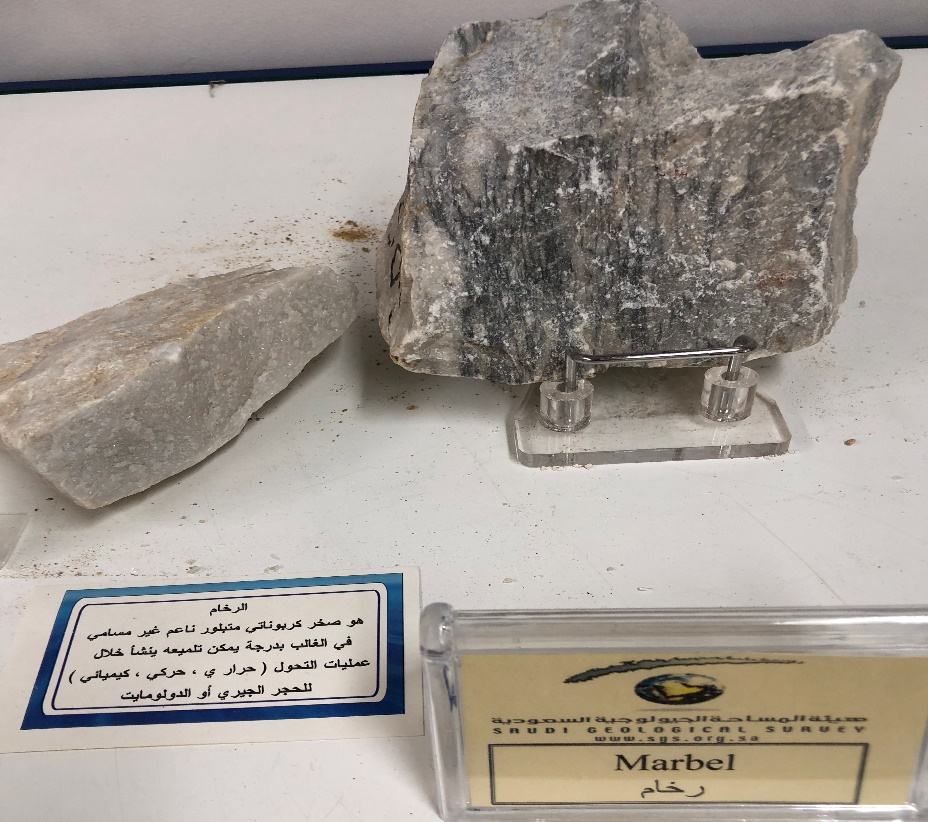 الرخام
هو صخر كربوناتي متبلور ناعم غير مسامي
في الغالب بدرجة يمكن تلميعه ينشأ خلال
عمليات التحول ( حرار ي ، حركي ، كيميائي )
للحجر الجيري أو الدولومايت
هيئة المساحة الجيولوجية السعودية
SAUDI GEOLOGICAL SURVEY
www.sgs.org.sa
Marbel
رخام